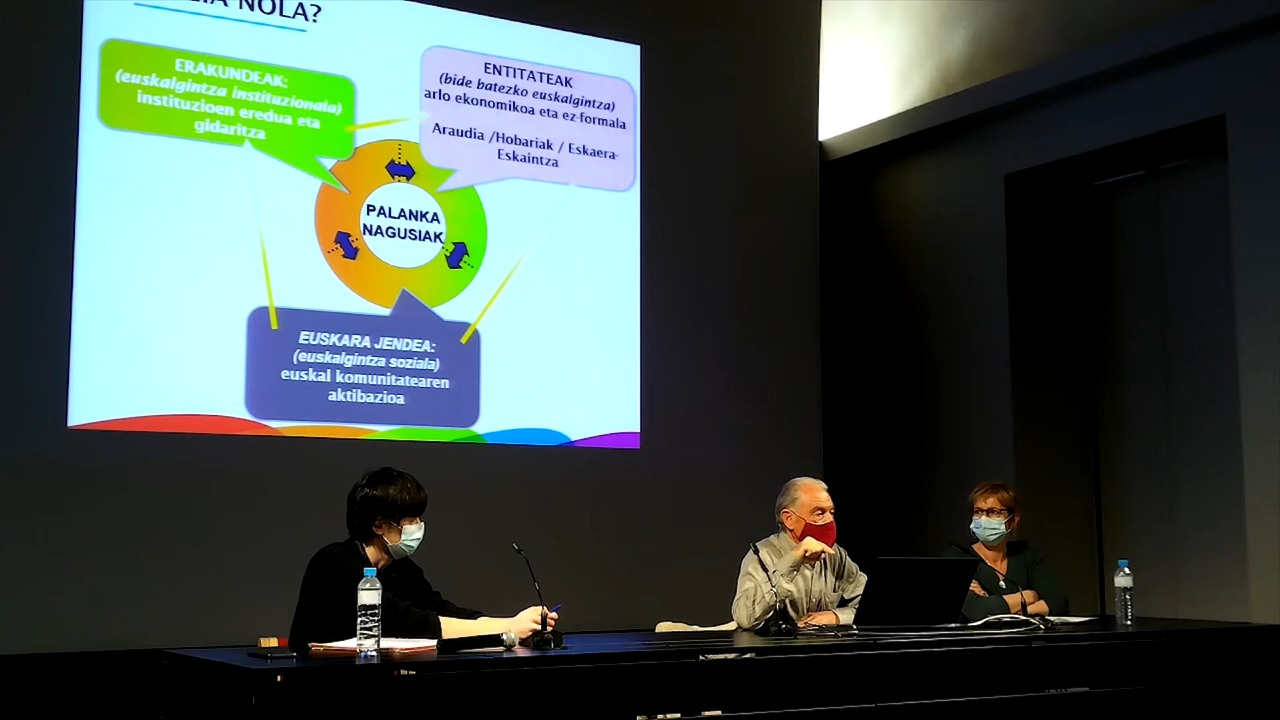 NOLA?
ERAKUNDEAK:
(euskalgintza instituzionala)
instituzioen eredua eta
gidaritza
ENTITATEAK
(bide batezko euskalgintza)
arlo ekonomikoa eta ez-formala
Araudia /Hobariak / Eskaera-
Eskaintza
PALANKA
NAGUSIAK
EUSKARA JENDEA:
(euskalgintza soziala)
euskal komunitatearen
aktibazioa